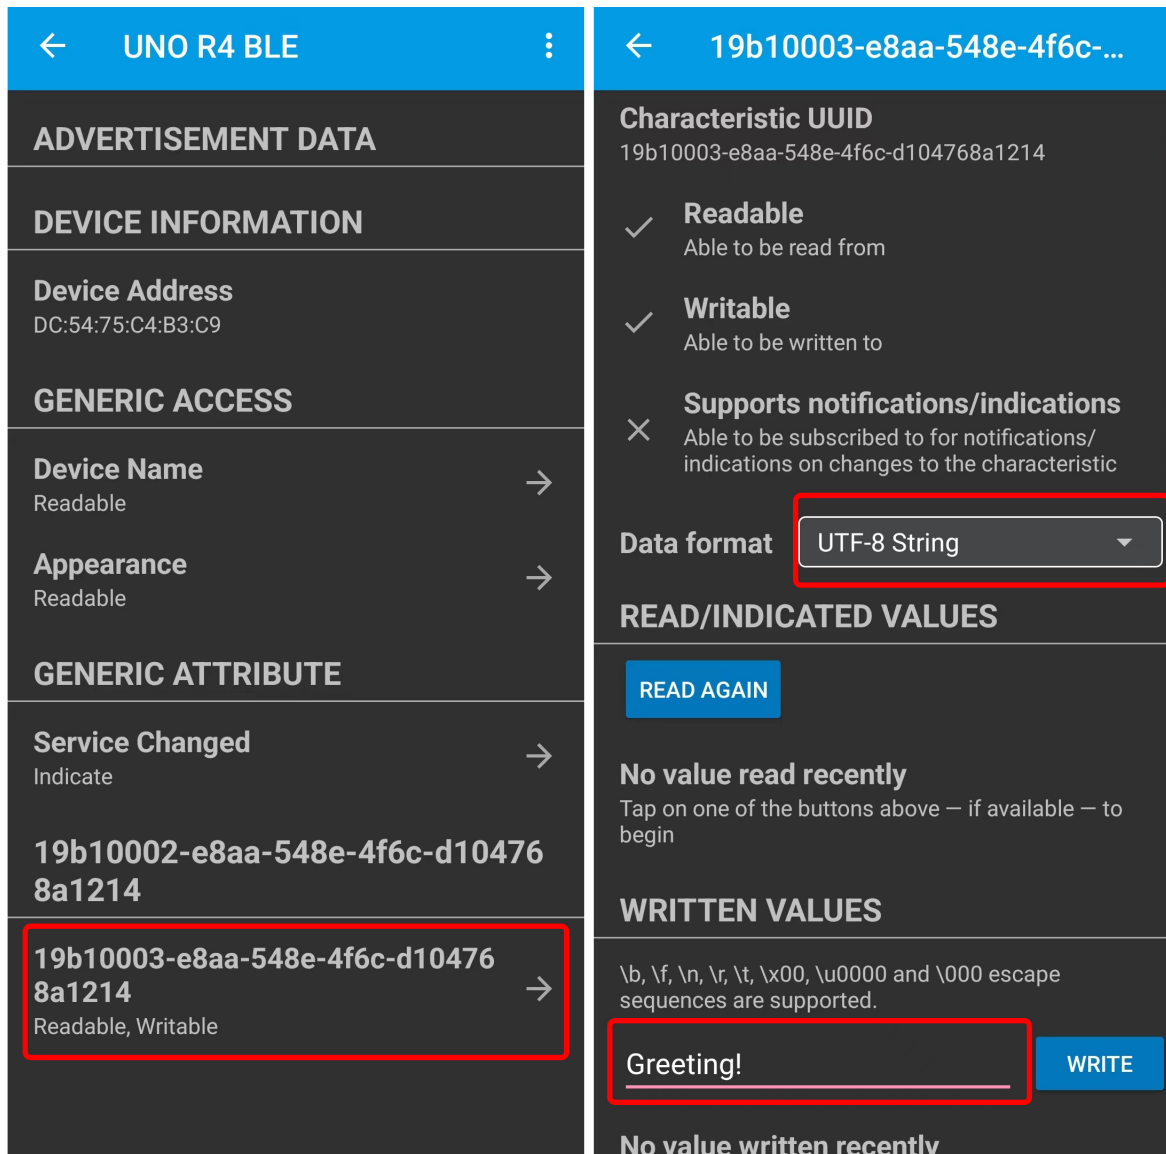 UNO R4 BLE
ADVERTISEMENT DATA
DEVICE INFORMATION
Device Address
DC:54:75:C4:B3:C9
GENERIC ACCESS
Device Name
Readable
Appearance
Readable
GENERIC ATTRIBUTE
Service Changed
Indicate
19b10002-e8aa-548e-4f6c-d10476
8a1214
19b10003-e8aa-548e-4f6c-d10476
8a1214
Readable, Writable
19b10003-e8aa-548e-4f6c-...
Characteristic UUID
19b10003-e8aa-548e-4f6c-d104768a1214
Readable
Able to be read from
Writable
Able to be written to
Supports notifications/indications
Able to be subscribed to for notifications/
indications on changes to the characteristic
Data format
UTF-8 String
READ/INDICATED VALUES
READ AGAIN
No value read recently
Tap on one of the buttons above — if available — to
begin
WRITTEN VALUES
\b, \f, \n, \r, \t, \x00, \u0000 and \000 escape
sequences are supported.
Greeting!
WRITE
No value written recently